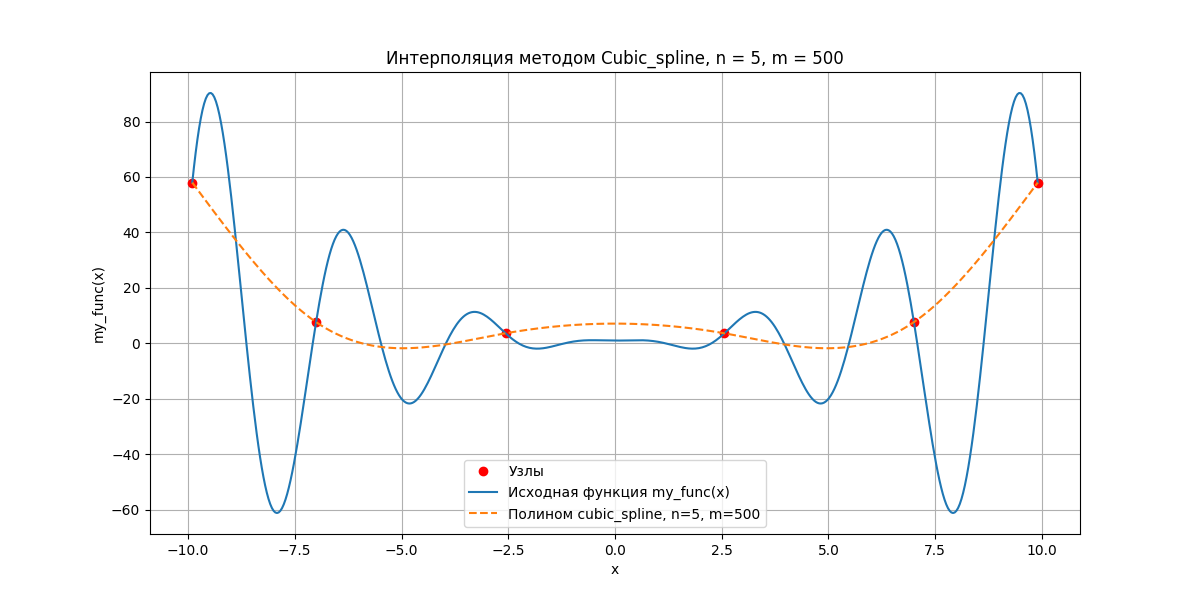 Интерполяция методом Cubic_spline, n = 5, m = 500
my_func(x)
80
60
40
20
0
−20
−40
−60
Узлы
Исходная функция my_func(x)
Полином cubic_spline, n=5, m=500
−10.0 −7.5 −5.0 −2.5 0.0 2.5 5.0 7.5 10.0
x